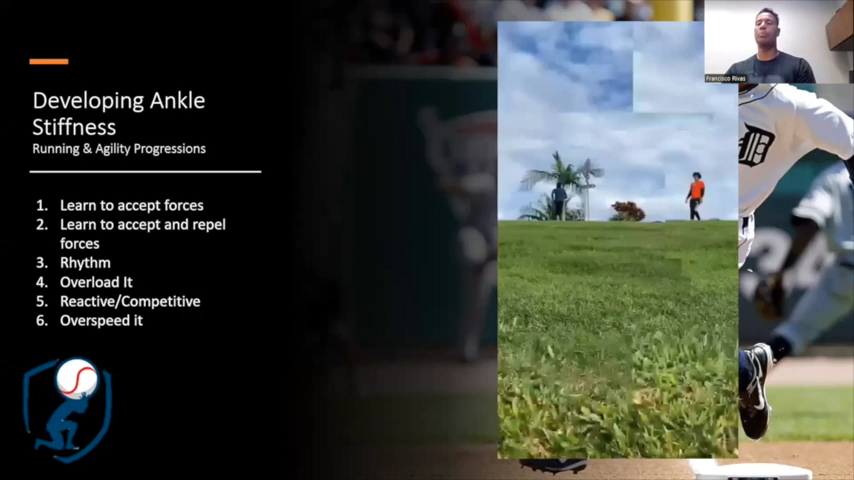 Developing Ankle
Stiffness
Running & Agility Progressions
1. Learn to accept forces
2. Learn to accept and repel
forces
3. Rhythm
4. Overload It
5. Reactive/Competitive
6. Overspeed it
Francisco Rivas